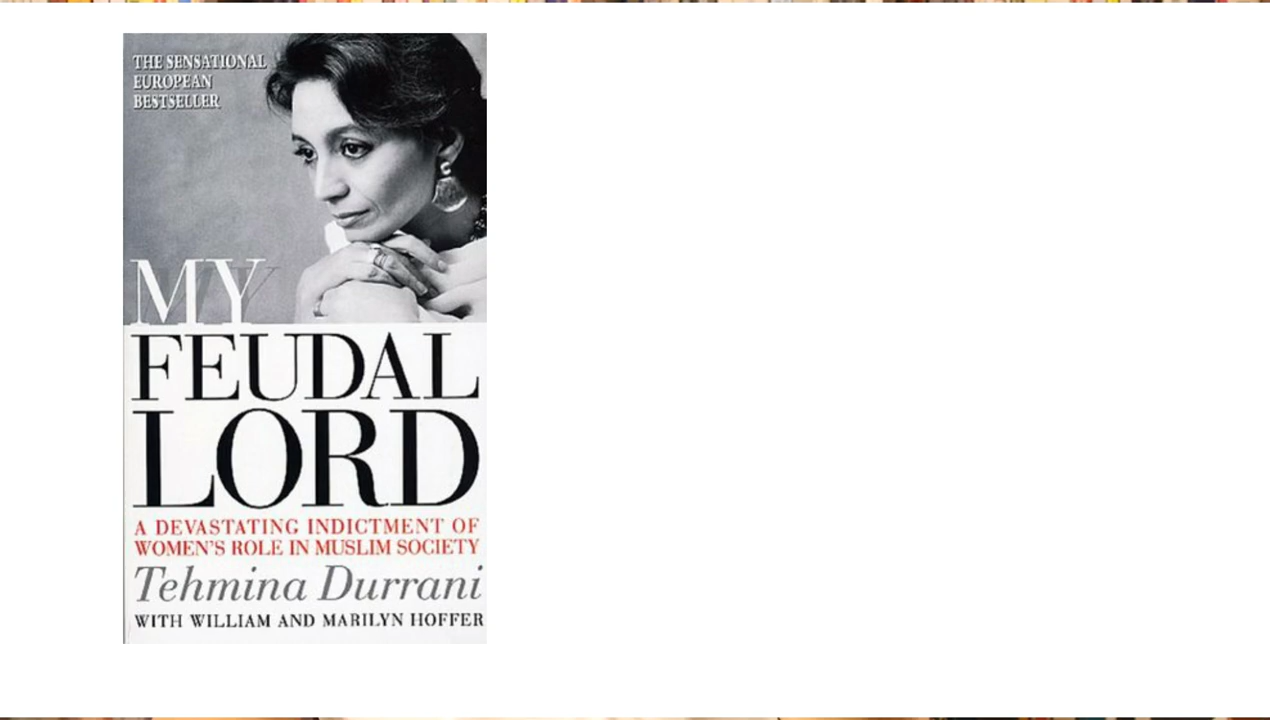 THE SENSATIONAL
EUROPEAN
BESTSELLER
MY
FEUDAL
LORD
A DEVASTATING INDICTMENT OF
WOMEN'S ROLE IN MUSLIM SOCIETY
Tehmina Durrani
WITH WILLIAM AND MARILYN HOFFER